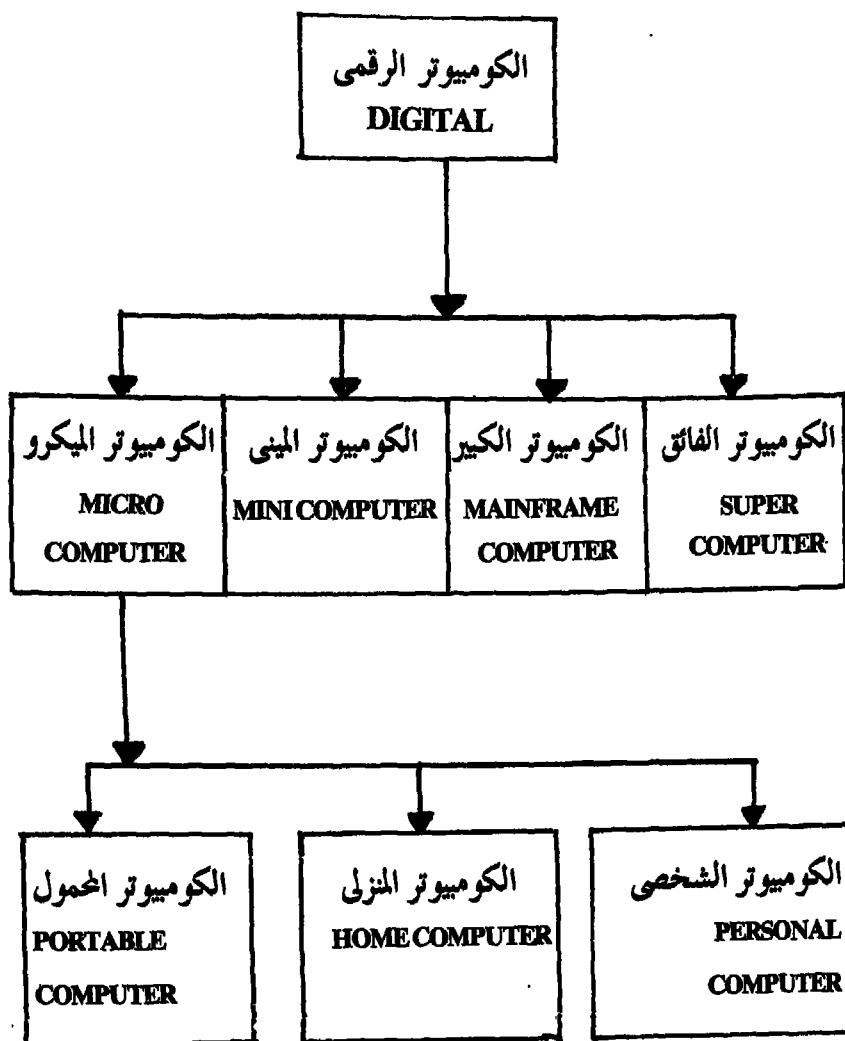 الكومبيوتر الرقمى
DIGITAL
الكومبيوتر الفائق
SUPER
COMPUTER
الكومبيوتر الكبير
MAINFRAME
COMPUTER
الكومبيوتر المينى
MINI COMPUTER
الكومبيوتر الميكرو
MICRO
COMPUTER
الكومبيوتر الشخصى
PERSONAL
COMPUTER
الكومبيوتر المنزلى
HOME COMPUTER
الكومبيوتر المحمول
PORTABLE
COMPUTER